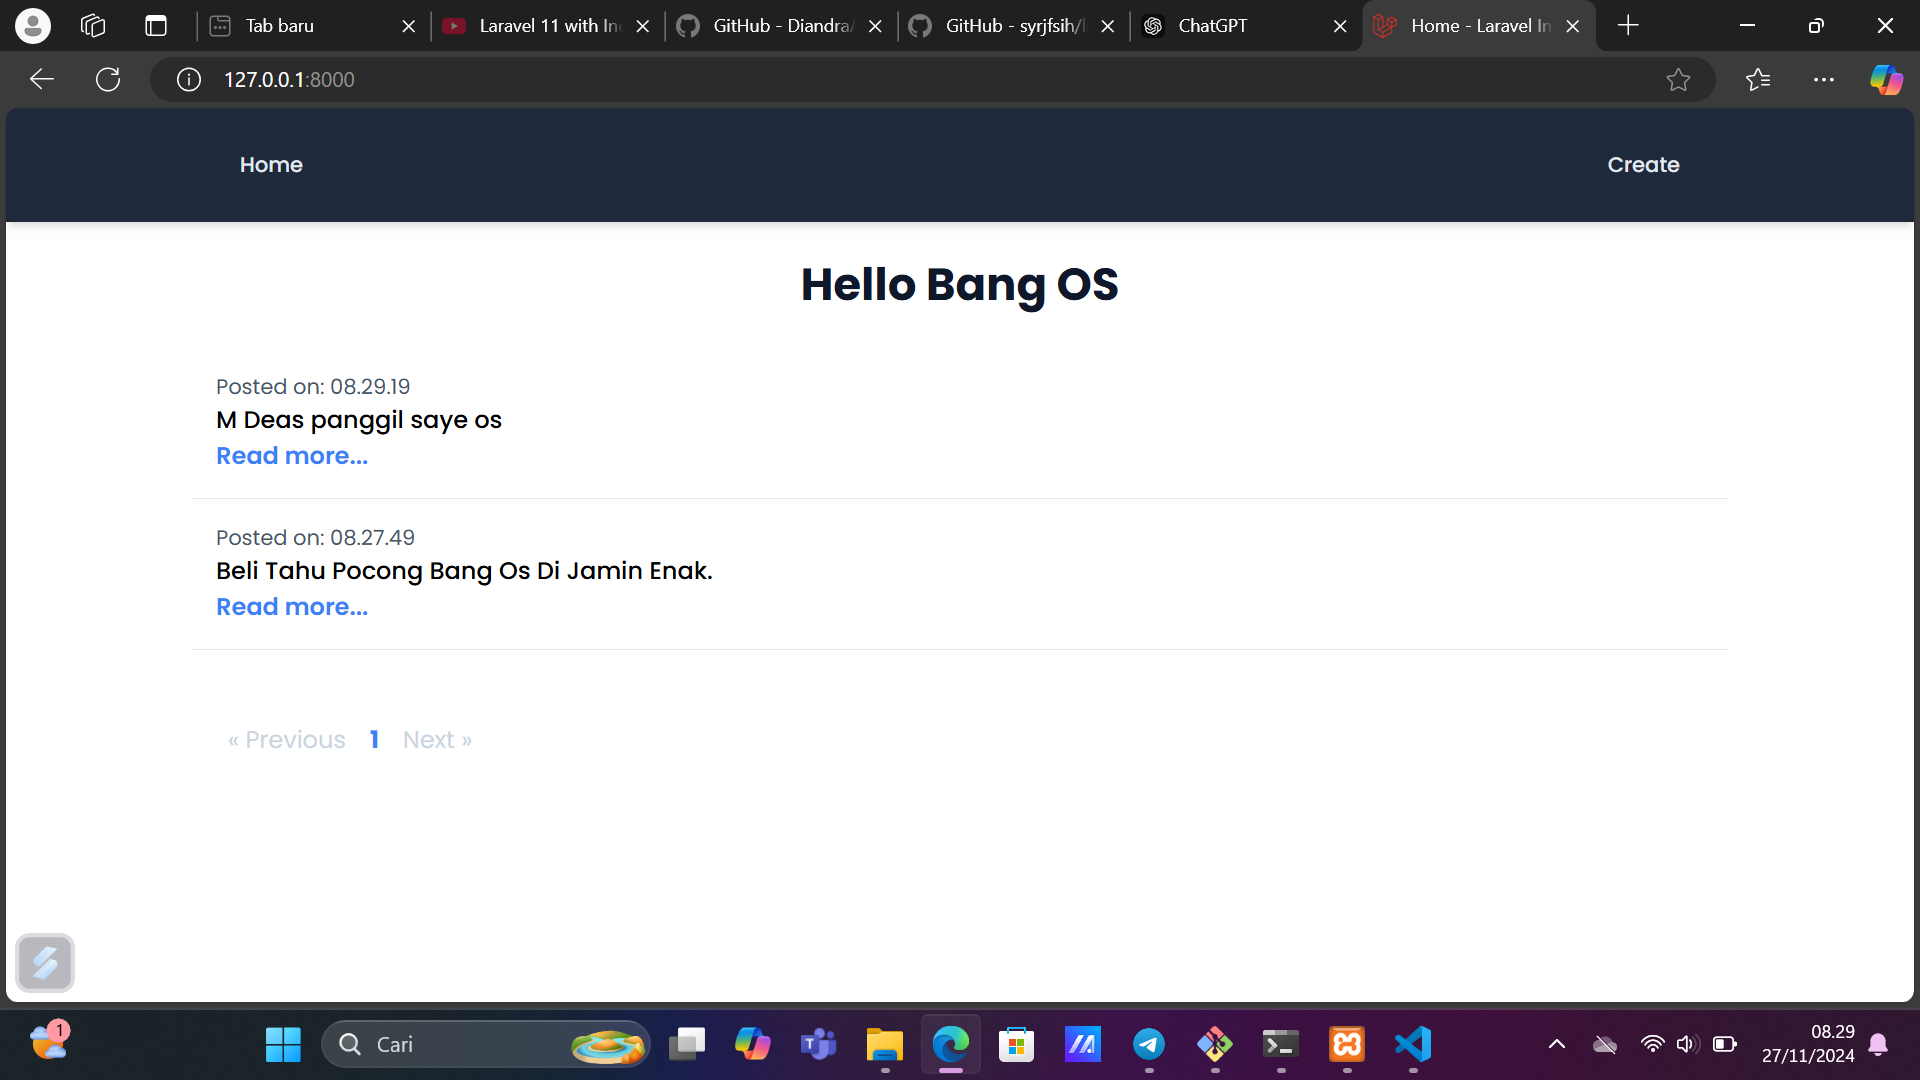 Tab baru
Laravel 11 with Ine
GitHub - Diandra
GitHub - syrjfsih/l
ChatGPT
Home - Laravel In
127.0.0.1:8000
Home
Create
Hello Bang OS
Posted on: 08.29.19
M Deas panggil saye os
Read more...
Posted on: 08.27.49
Beli Tahu Pocong Bang Os Di Jamin Enak.
Read more...
« Previous 1 Next »
1
Cari
08.29
27/11/2024